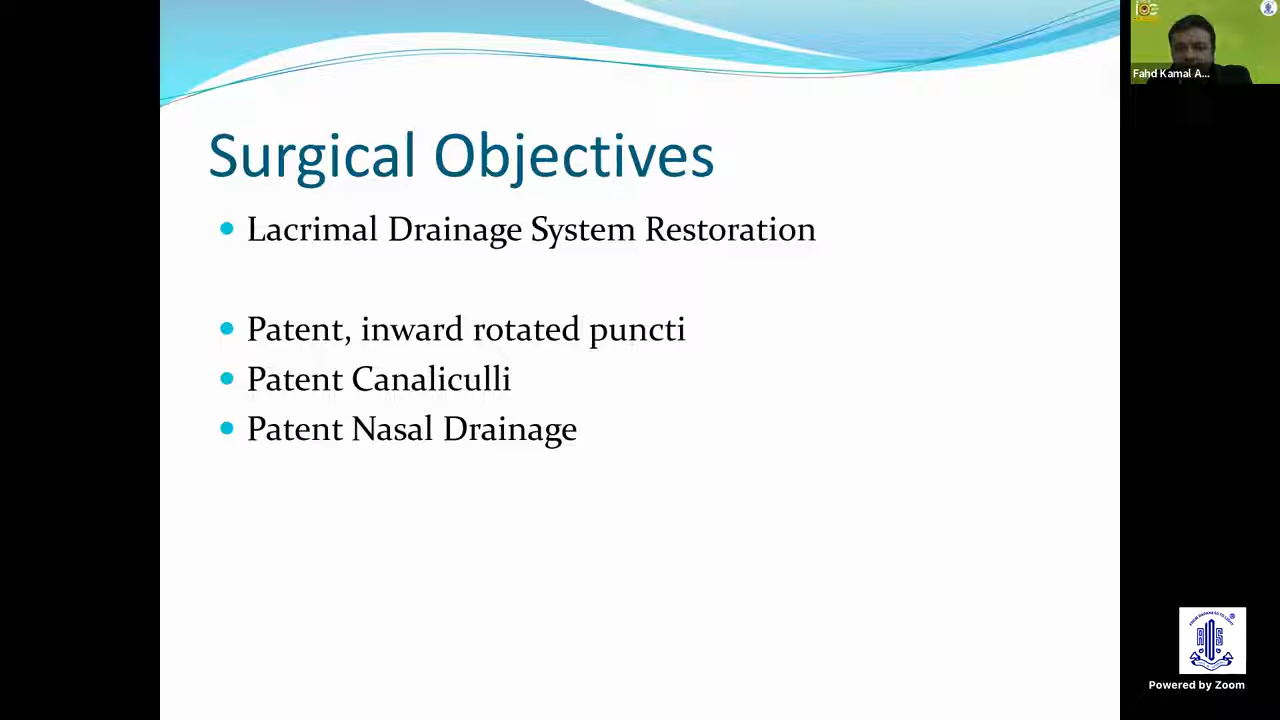 Surgical Objectives
Lacrimal Drainage System Restoration
Patent, inward rotated puncti
Patent Canaliculli
Patent Nasal Drainage
Fahd Kamal A...
Powered by Zoom